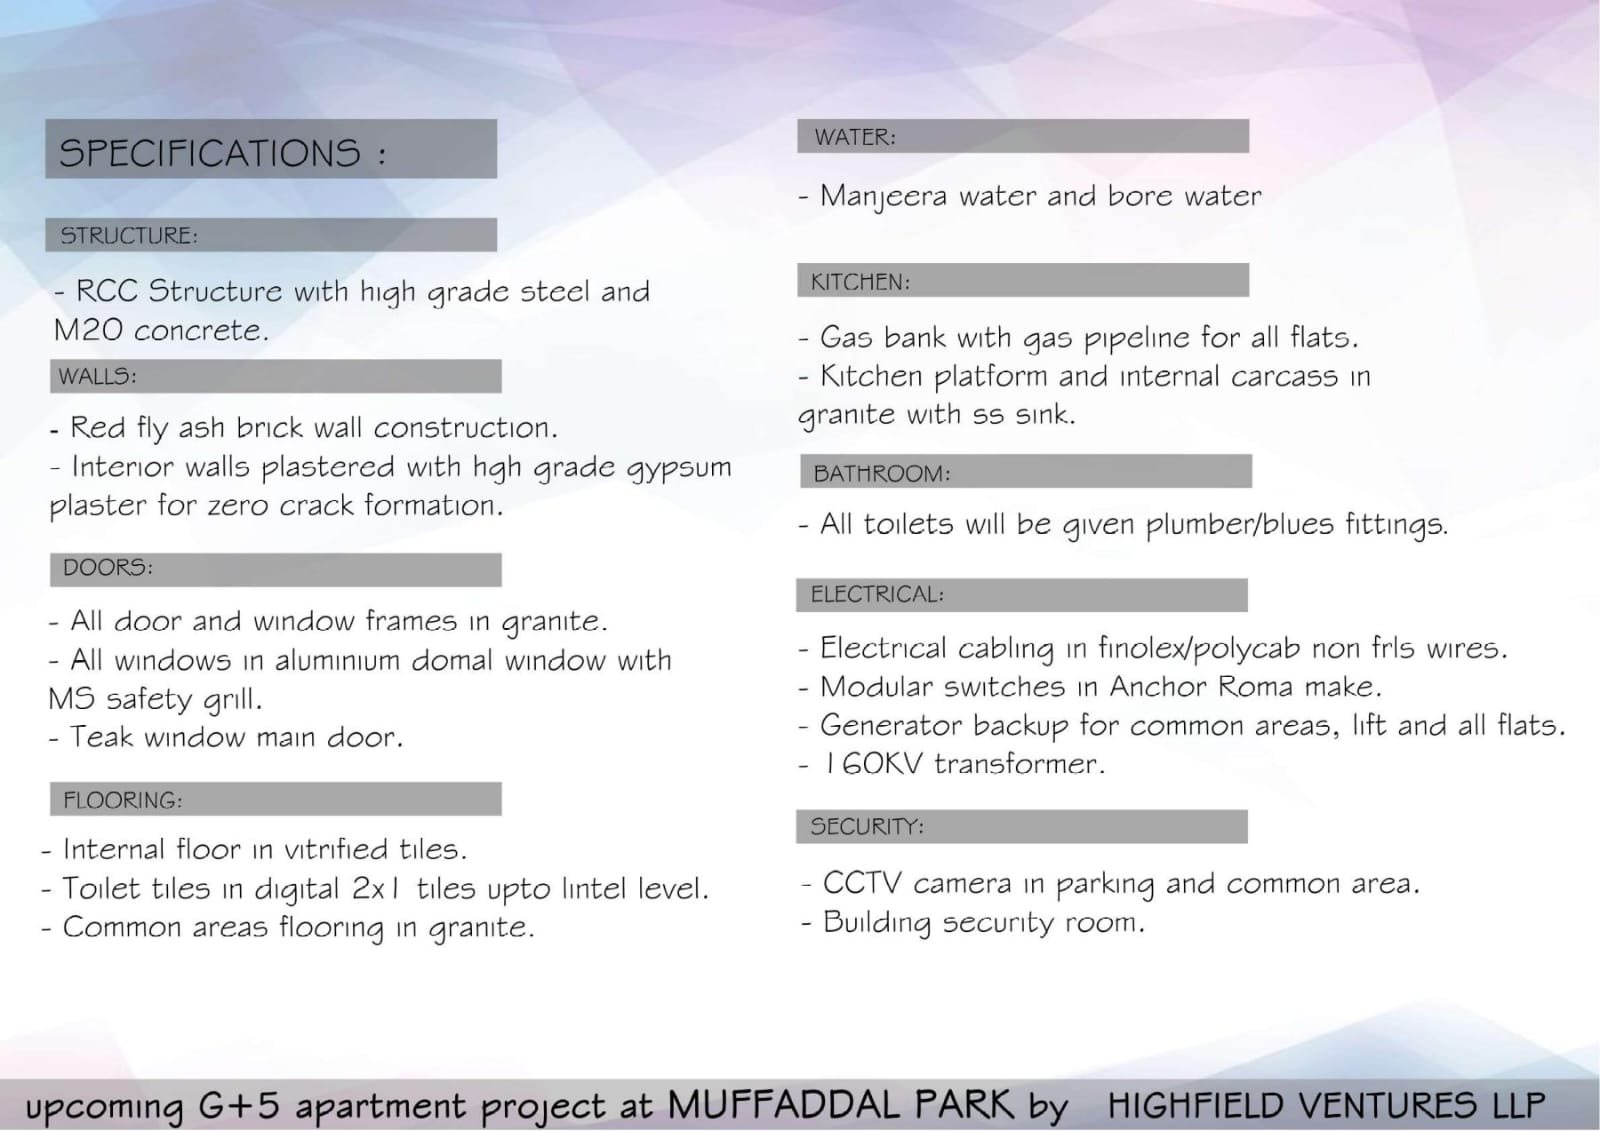 SPECIFICATIONS :
STRUCTURE:
- RCC Structure with high grade steel and
M20 concrete.
WALLS:
- Red fly ash brick wall construction.
- Interior walls plastered with hgh grade gypsum
plaster for zero crack formation.
DOORS:
- All door and window frames in granite.
- All windows in aluminium domal window with
MS safety grill.
- Teak window main door.
FLOORING:
- Internal floor in vitrified tiles.
- Toilet tiles in digital 2x1 tiles upto lintel level.
- Common areas flooring in granite.
WATER:
- Manjeera water and bore water
KITCHEN:
- Gas bank with gas pipeline for all flats.
- Kitchen platform and internal carcass in
granite with ss sink.
BATHROOM:
- All toilets will be given plumber/blues fittings.
ELECTRICAL:
- Electrical cabling in finolex/polycab non frls wires.
- Modular switches in Anchor Roma make.
- Generator backup for common areas, lift and all flats.
- 160KV transformer.
SECURITY:
- CCTV camera in parking and common area.
- Building security room.
upcoming G+5 apartment project at MUFFADDAL PARK by HIGHFIELD VENTURES LLP